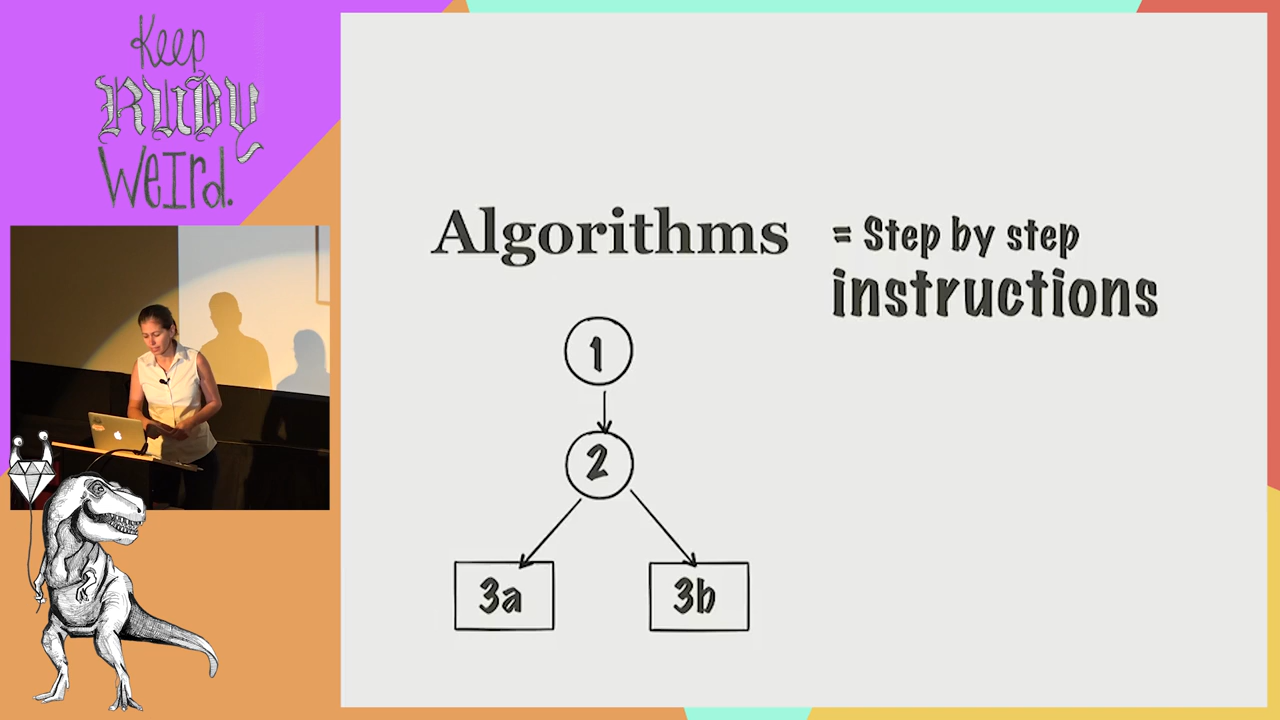 Keep
RUBY
Weird.
Algorithms = Step by step
instructions
1
2
3a 3b